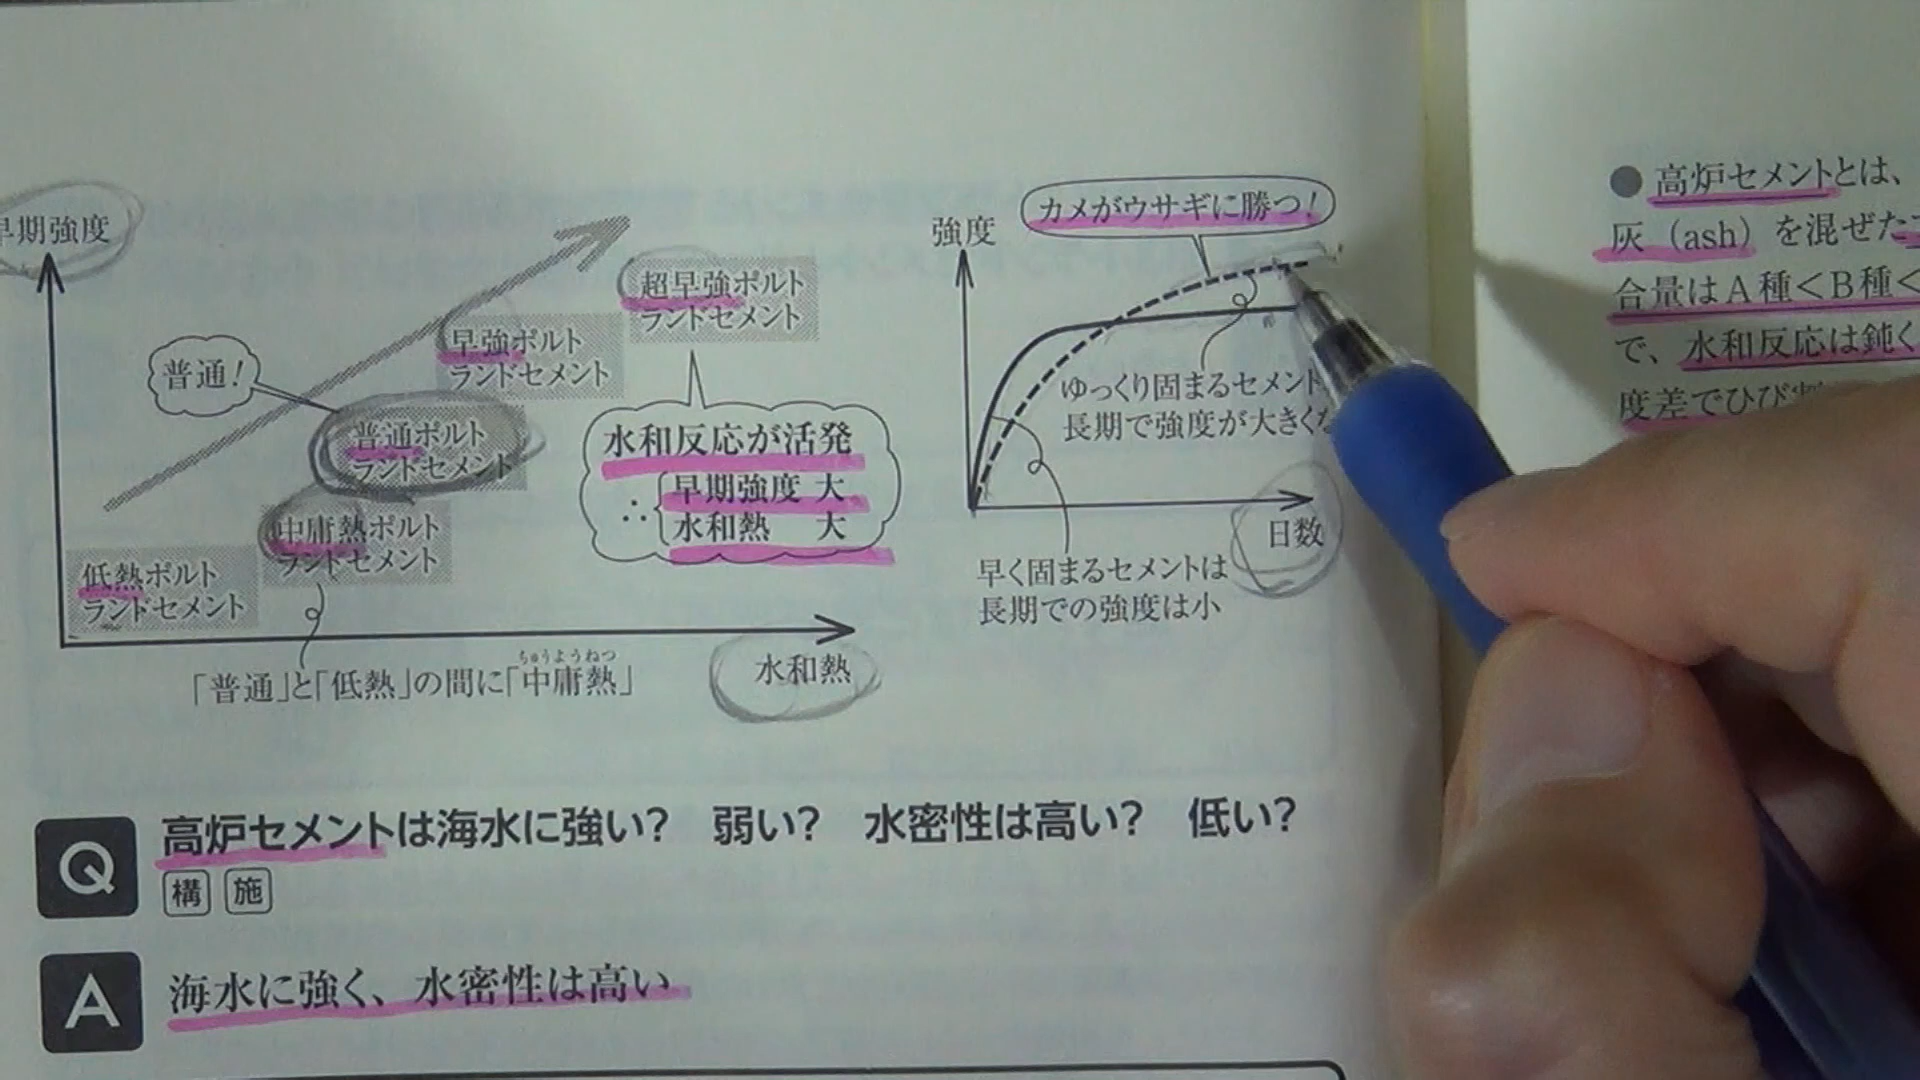 早期強度
超早強ポルト
ランドセメント
早強ポルト
ランドセメント
普通！
普通ポルト
ランドセメント
中庸熱ポルト
ランドセメント
低熱ポルト
ランドセメント
水和反応が活発
∴ 早期強度 大
水和熱 大
水和熱
ちゅうようねつ
「普通」と「低熱」の間に「中庸熱」
強度
カメがウサギに勝つ！
ゆっくり固まるセメント
長期で強度が大きくな
日数
早く固まるセメントは
長期での強度は小
Q 高炉セメントは海水に強い？ 弱い？ 水密性は高い？ 低い？
構 施
A 海水に強く、水密性は高い
●高炉セメントとは、
灰（ash）を混ぜた
合量はA種＜B種＜
で、水和反応は鈍く
度差でひび